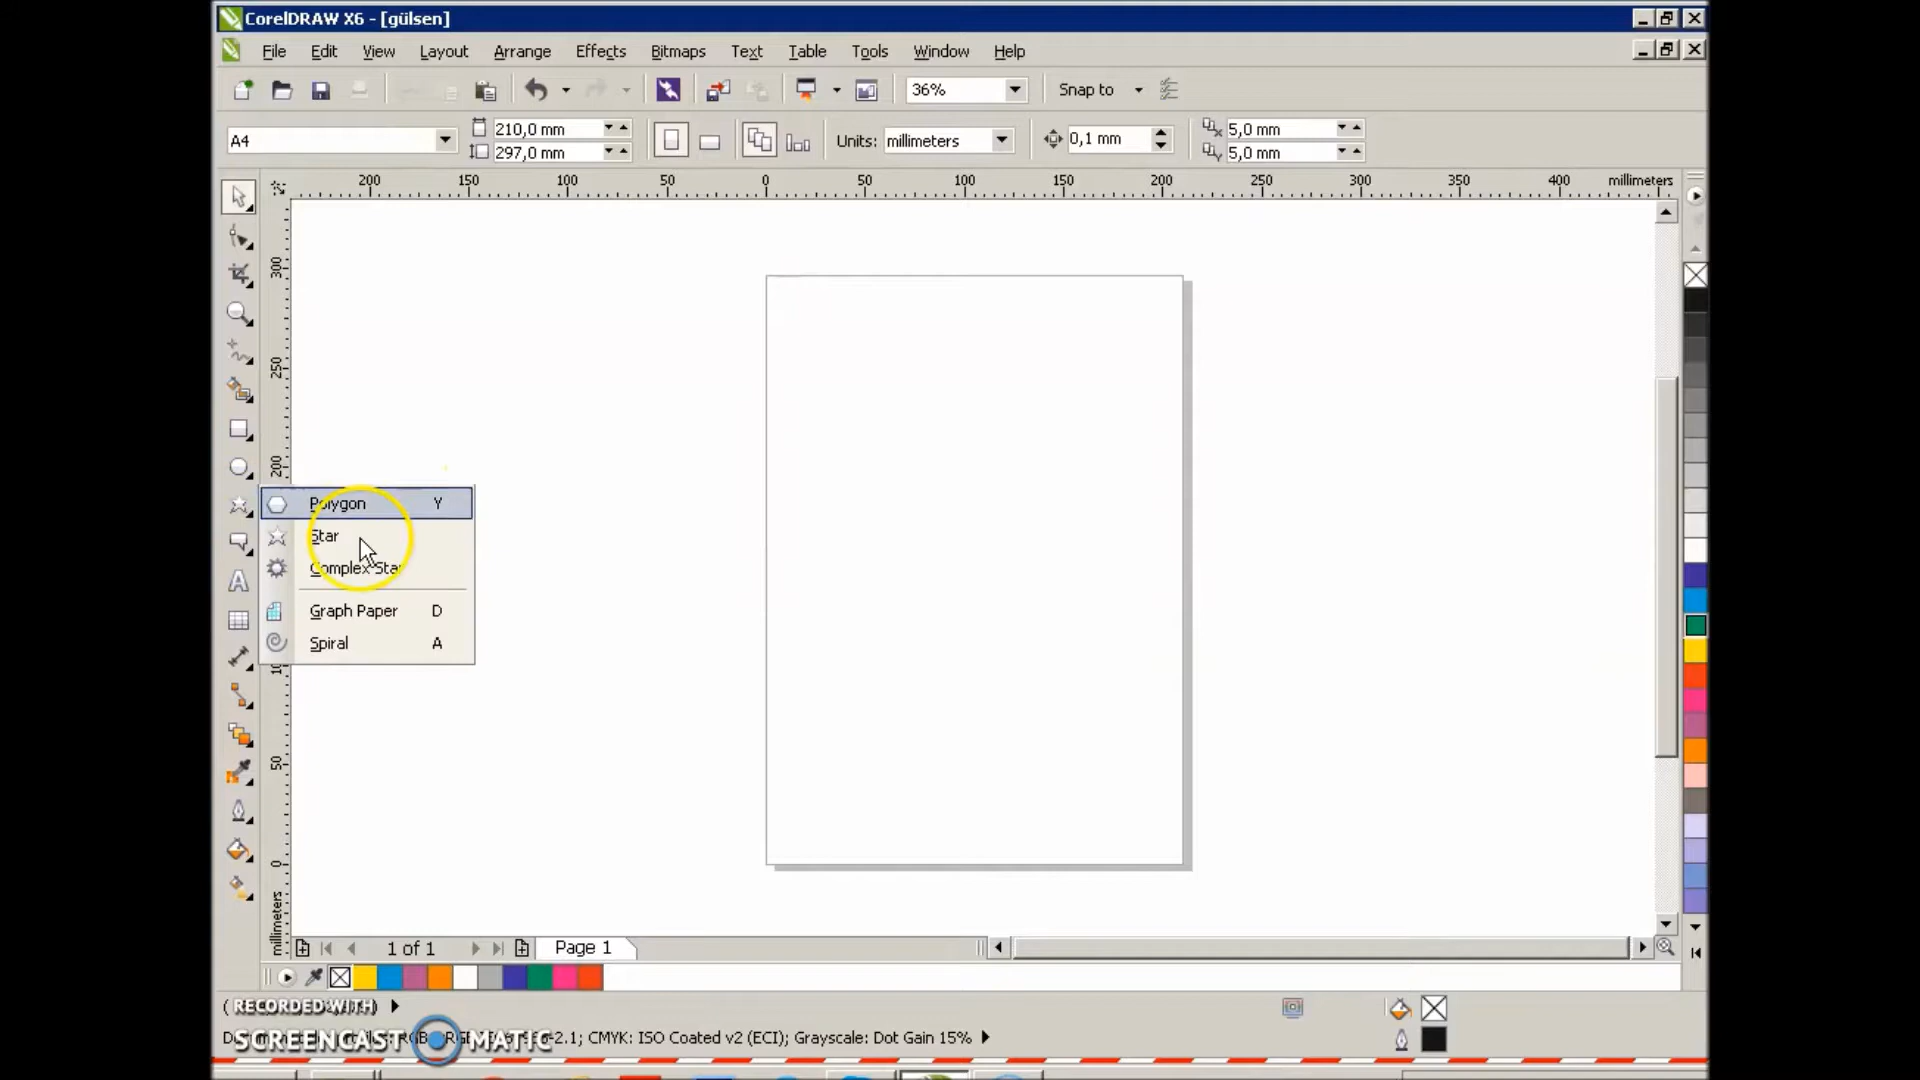 CorelDRAW X6 - [gülsen]
File Edit View Layout Arrange Effects Bitmaps Text Table Tools Window Help
36% Snap to
A4 210,0 mm 297,0 mm Units: millimeters 0,1 mm 5,0 mm 5,0 mm
200 150 100 50 0 50 100 150 200 250 300 350 400 millimeters
300
250
200
Polygon Y
Star
Complex Star
Graph Paper D
Spiral A
50
0
millimeters
1 of 1 Page 1
RECORDED WITH
SCREENCAST MATIC
-2.1; CMYK: ISO Coated v2 (ECI); Grayscale: Dot Gain 15%